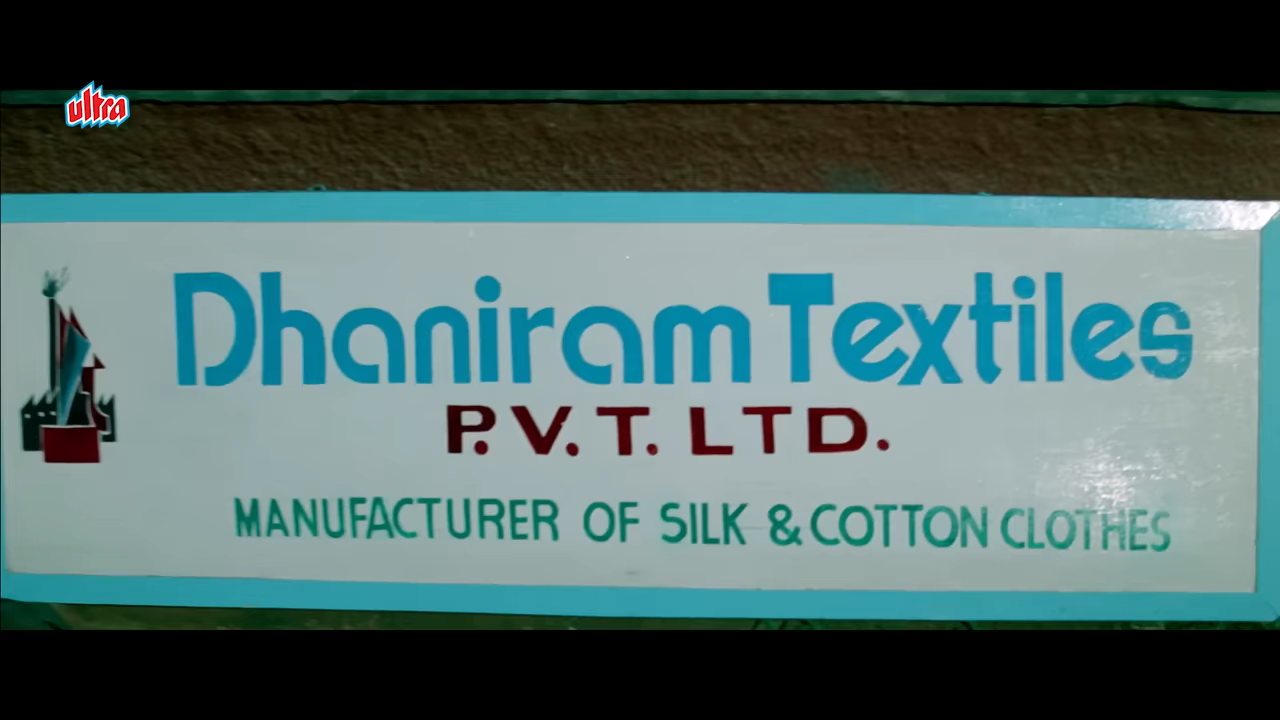 ultra
Dhaniram Textiles
P.V.T. LTD.
MANUFACTURER OF SILK & COTTON CLOTHES